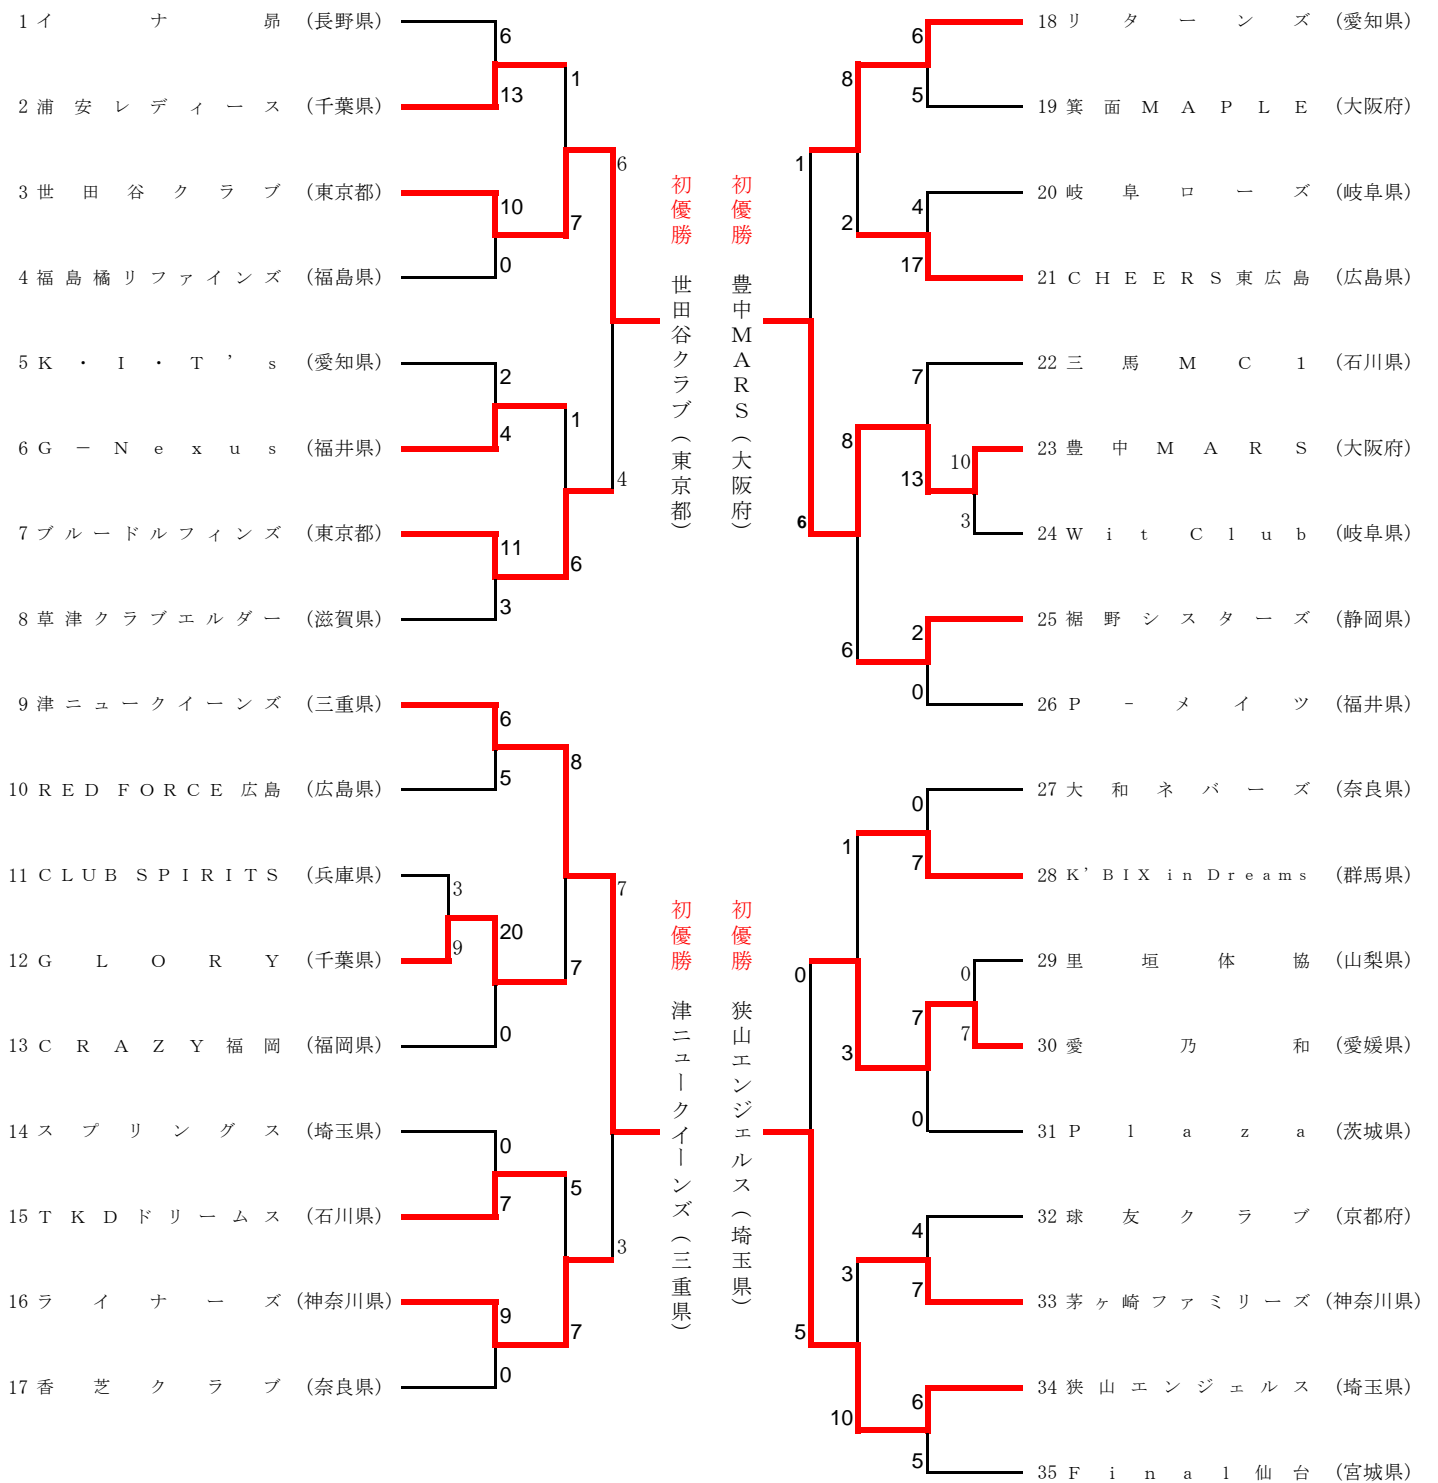 1 イナ昴 (長野県)
6
13
1
2 浦安レディース (千葉県)
6
3 世田谷クラブ (東京都)
10
0
7
4 福島橘リファインズ (福島県)
5 K・I・T's (愛知県)
2
4
1
6 G－Nexus (福井県)
4
7 ブルードルフィンズ (東京都)
11
3
6
8 草津クラブエルダー (滋賀県)
9 津ニュークイーンズ (三重県)
6
5
8
10 RED FORCE 広島 (広島県)
7
11 CLUB SPIRITS (兵庫県)
3
9
20
0
7
12 GLORY (千葉県)
13 CRAZY福岡 (福岡県)
14 スプリングス (埼玉県)
0
7
5
15 TKDドリームス (石川県)
3
16 ライナーズ (神奈川県)
9
0
7
17 香芝クラブ (奈良県)
初優勝 世田谷クラブ(東京都)
初優勝 豊中MARS(大阪府)
初優勝 津ニュークイーンズ(三重県)
初優勝 狭山エンジェルス(埼玉県)
18 リターンズ (愛知県)
6
5
8
19 箕面MAPLE (大阪府)
1
20 岐阜ローズ (岐阜県)
4
17
2
21 CHEERS東広島 (広島県)
22 三馬MC1 (石川県)
7
13
8
23 豊中MARS (大阪府)
10
3
6
24 Wit Club (岐阜県)
25 裾野シスターズ (静岡県)
2
0
6
26 P-メイツ (福井県)
27 大和ネバーズ (奈良県)
0
7
1
28 K'BIX in Dreams (群馬県)
0
29 里垣体協 (山梨県)
0
7
7
0
3
30 愛乃和 (愛媛県)
31 Plaza (茨城県)
32 球友クラブ (京都府)
4
7
3
33 茅ヶ崎ファミリーズ (神奈川県)
5
34 狭山エンジェルス (埼玉県)
6
5
10
35 Final仙台 (宮城県)